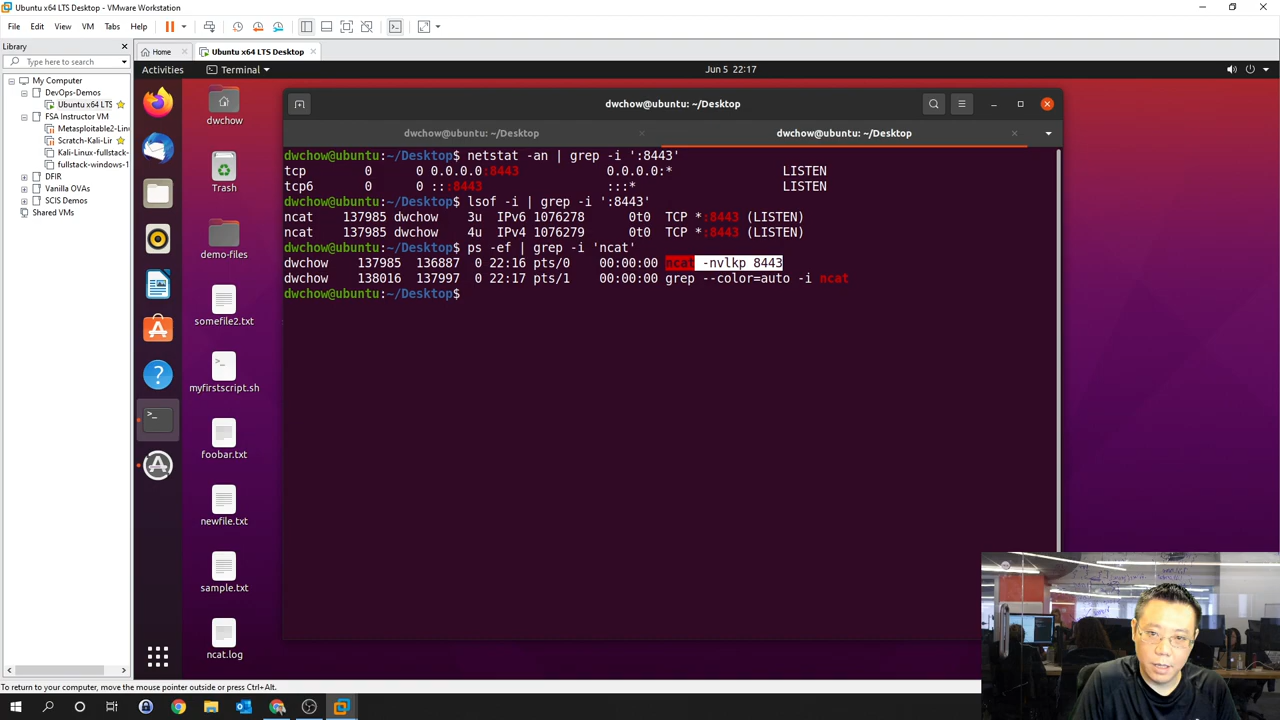 Ubuntu x64 LTS Desktop - VMware Workstation
File Edit View VM Tabs Help
Library
Type here to search
My Computer
DevOps-Demos
Ubuntu x64 LTS
FSA Instructor VM
Metasploitable2-Linu
Scratch-Kali-Lir
Kali-Linux-fullstack-
fullstack-windows-1
DFIR
Vanilla OVAs
SCIS Demos
Shared VMs
Home
Ubuntu x64 LTS Desktop
Activities
Terminal
Jun 5 22:17
dwchow
Trash
demo-files
somefile2.txt
myfirstscript.sh
foobar.txt
newfile.txt
sample.txt
ncat.log
dwchow@ubuntu: ~/Desktop
dwchow@ubuntu: ~/Desktop
dwchow@ubuntu: ~/Desktop
dwchow@ubuntu:~/Desktop$ netstat -an | grep -i ':8443'
tcp 0 0 0.0.0.0:8443 0.0.0.0:* LISTEN
tcp6 0 0 :::8443 :::* LISTEN
dwchow@ubuntu:~/Desktop$ lsof -i | grep -i ':8443'
ncat 137985 dwchow 3u IPv6 1076278 0t0 TCP *:8443 (LISTEN)
ncat 137985 dwchow 4u IPv4 1076279 0t0 TCP *:8443 (LISTEN)
dwchow@ubuntu:~/Desktop$ ps -ef | grep -i 'ncat'
dwchow 137985 136887 0 22:16 pts/0 00:00:00 ncat -nvlkp 8443
dwchow 138016 137997 0 22:17 pts/1 00:00:00 grep --color=auto -i ncat
dwchow@ubuntu:~/Desktop$
To return to your computer, move the mouse pointer outside or press Ctrl+Alt.